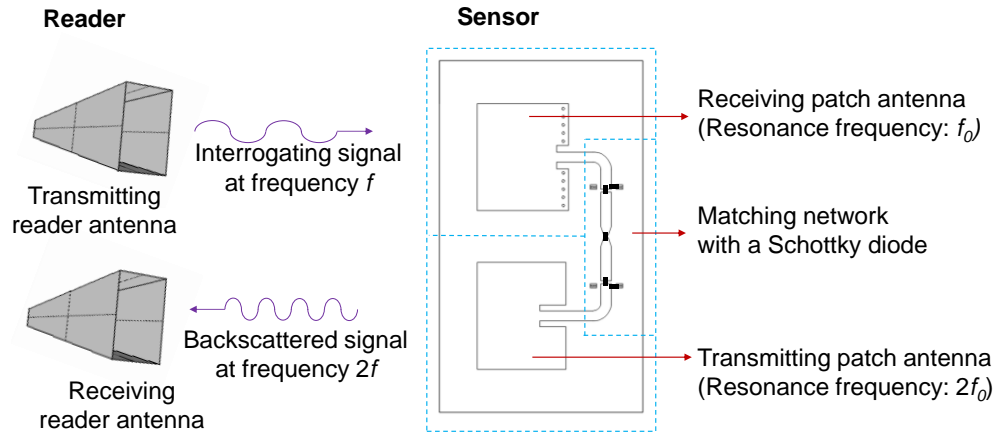 Reader
Sensor
Interrogating signal
at frequency f
Transmitting
reader antenna
Receiving patch antenna
(Resonance frequency: f0)
Matching network
with a Schottky diode
Backscattered signal
at frequency 2f
Receiving
reader antenna
Transmitting patch antenna
(Resonance frequency: 2f0)